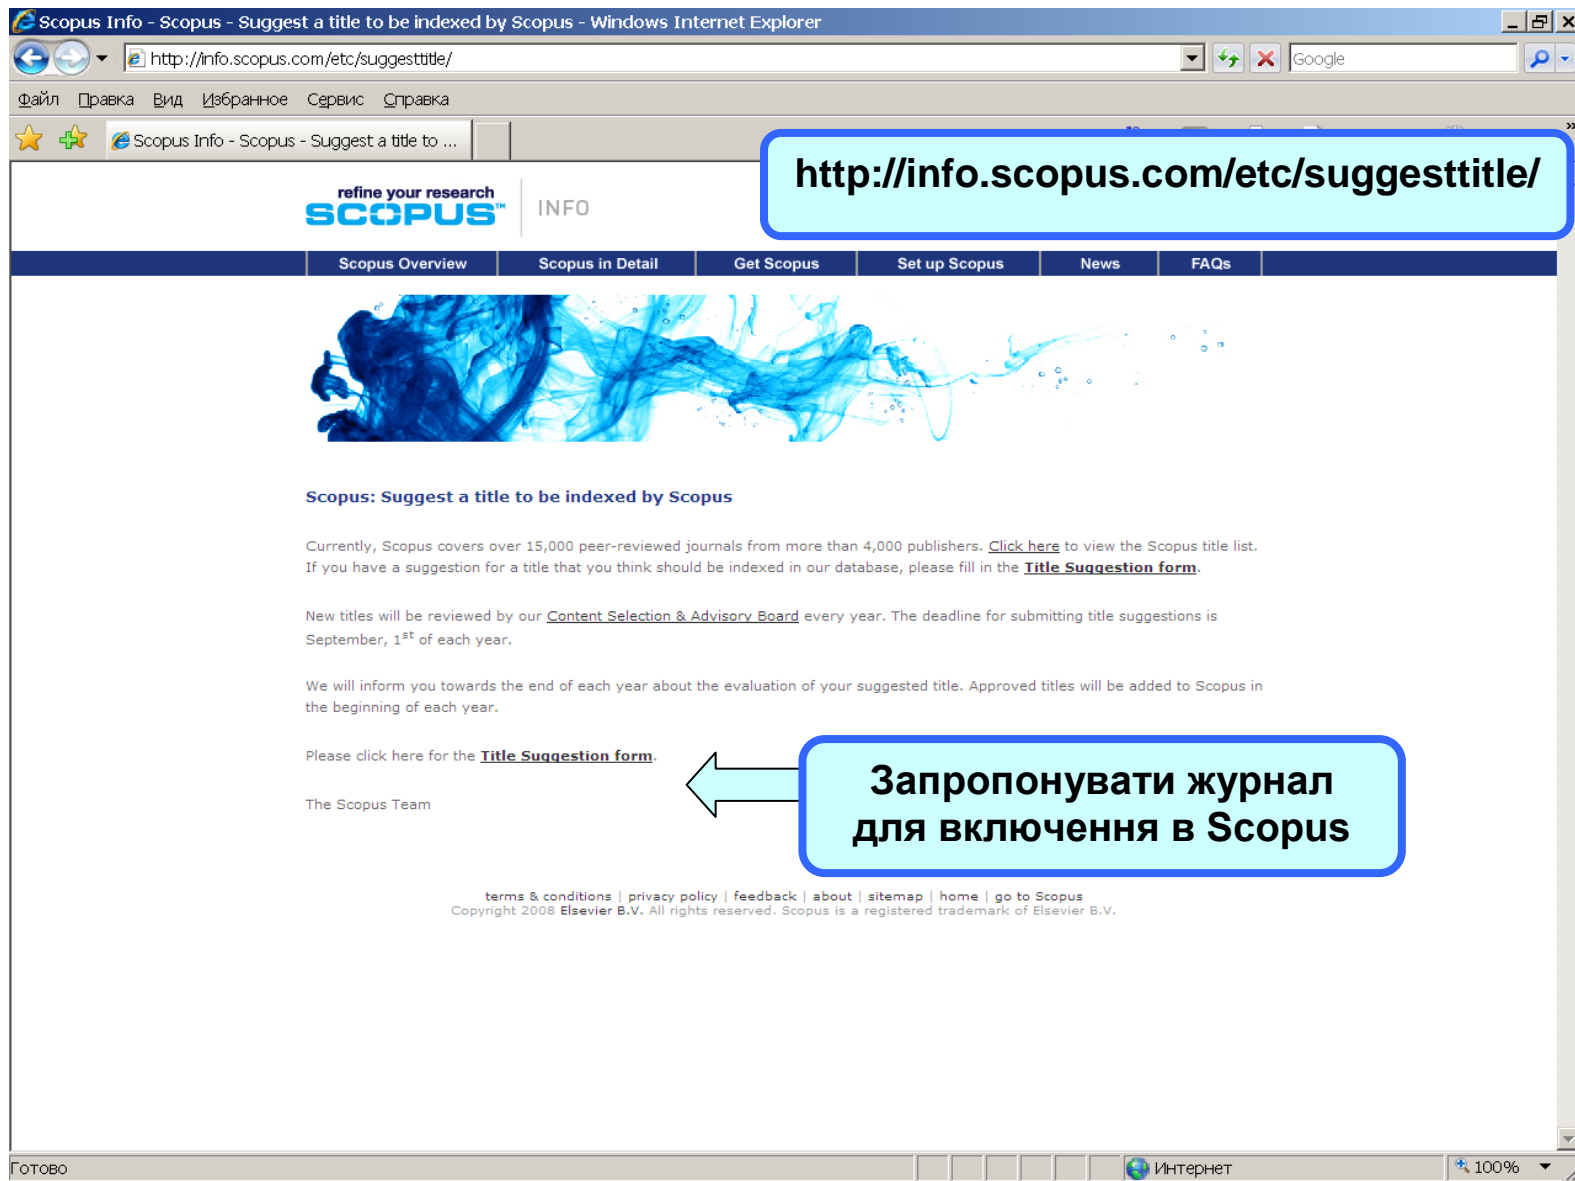 Scopus Info - Scopus - Suggest a title to be indexed by Scopus - Windows Internet Explorer
http://info.scopus.com/etc/suggesttitle/
Google
Файл Правка Вид Избранное Сервис Справка
Scopus Info - Scopus - Suggest a title to ...
http://info.scopus.com/etc/suggesttitle/
refine your research
SCOPUS™ INFO
Scopus Overview Scopus in Detail Get Scopus Set up Scopus News FAQs
Scopus: Suggest a title to be indexed by Scopus
Currently, Scopus covers over 15,000 peer-reviewed journals from more than 4,000 publishers. Click here to view the Scopus title list.
If you have a suggestion for a title that you think should be indexed in our database, please fill in the Title Suggestion form.
New titles will be reviewed by our Content Selection & Advisory Board every year. The deadline for submitting title suggestions is
September, 1st of each year.
We will inform you towards the end of each year about the evaluation of your suggested title. Approved titles will be added to Scopus in
the beginning of each year.
Please click here for the Title Suggestion form.
The Scopus Team
Запропонувати журнал
для включення в Scopus
terms & conditions | privacy policy | feedback | about | sitemap | home | go to Scopus
Copyright 2008 Elsevier B.V. All rights reserved. Scopus is a registered trademark of Elsevier B.V.
Готово
Интернет
100%